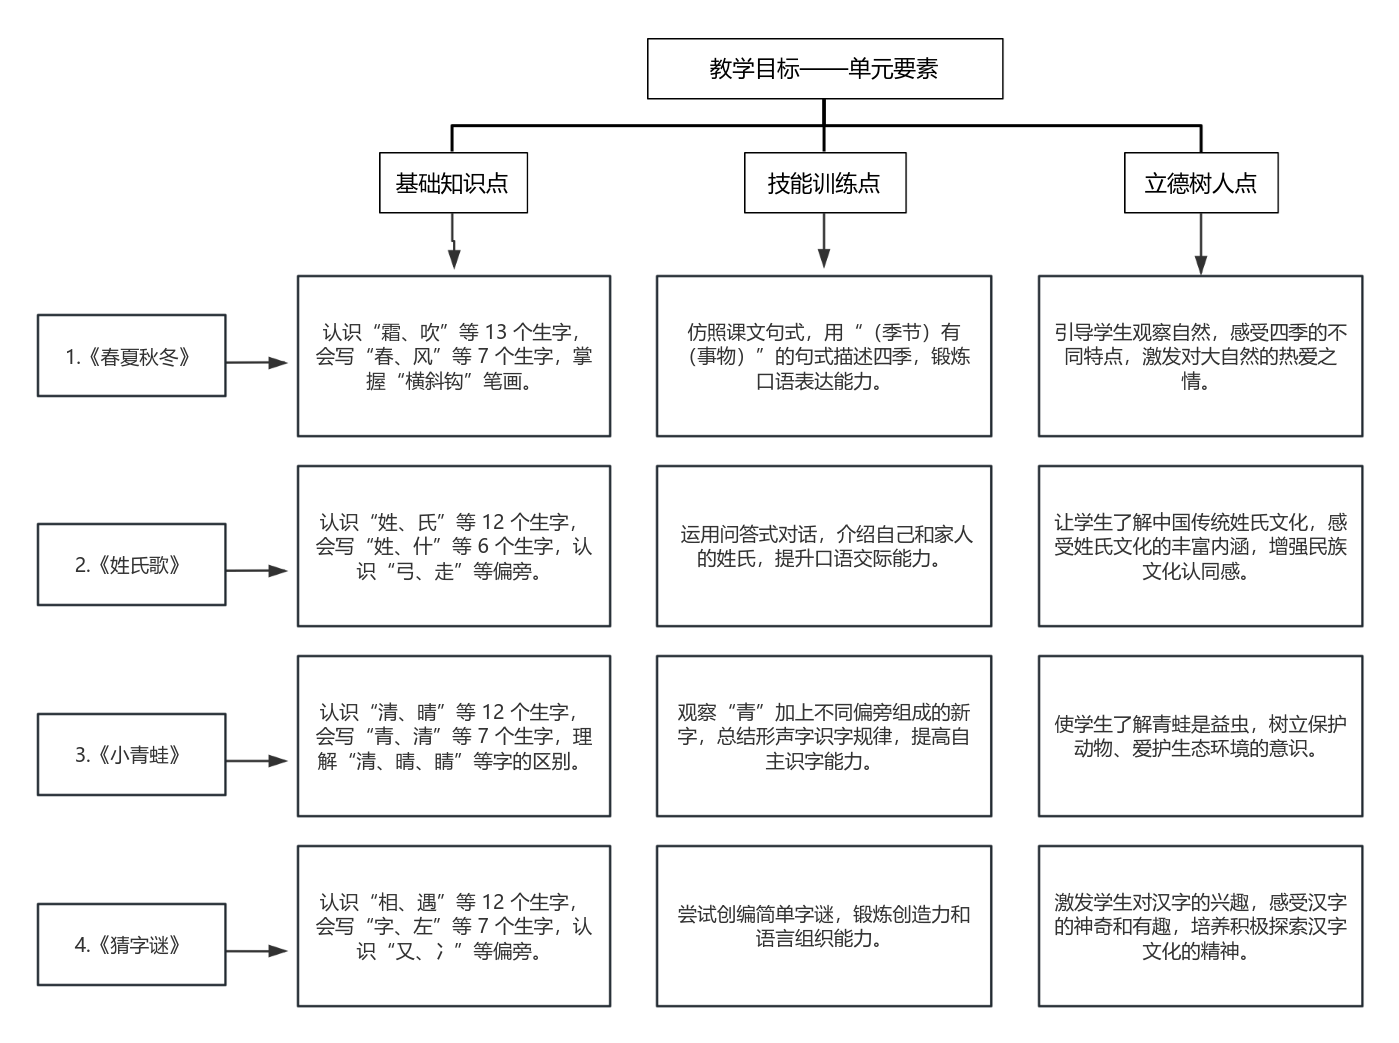 教学目标——单元要素
基础知识点
技能训练点
立德树人点
1.《春夏秋冬》
认识“霜、吹”等 13 个生字，
会写“春、风”等 7 个生字，掌
握“横斜钩”笔画。
仿照课文句式，用“（季节）有
（事物）”的句式描述四季，锻炼
口语表达能力。
引导学生观察自然，感受四季的不
同特点，激发对大自然的热爱之
情。
2.《姓氏歌》
认识“姓、氏”等 12 个生字，
会写“姓、什”等 6 个生字，认
识“弓、走”等偏旁。
运用问答式对话，介绍自己和家人
的姓氏，提升口语交际能力。
让学生了解中国传统姓氏文化，感
受姓氏文化的丰富内涵，增强民族
文化认同感。
3.《小青蛙》
认识“清、晴”等 12 个生字，
会写“青、清”等 7 个生字，理
解“清、晴、睛”等字的区别。
观察“青”加上不同偏旁组成的新
字，总结形声字识字规律，提高自
主识字能力。
使学生了解青蛙是益虫，树立保护
动物、爱护生态环境的意识。
4.《猜字谜》
认识“相、遇”等 12 个生字，
会写“字、左”等 7 个生字，认
识“又、冫”等偏旁。
尝试创编简单字谜，锻炼创造力和
语言组织能力。
激发学生对汉字的兴趣，感受汉字
的神奇和有趣，培养积极探索汉字
文化的精神。